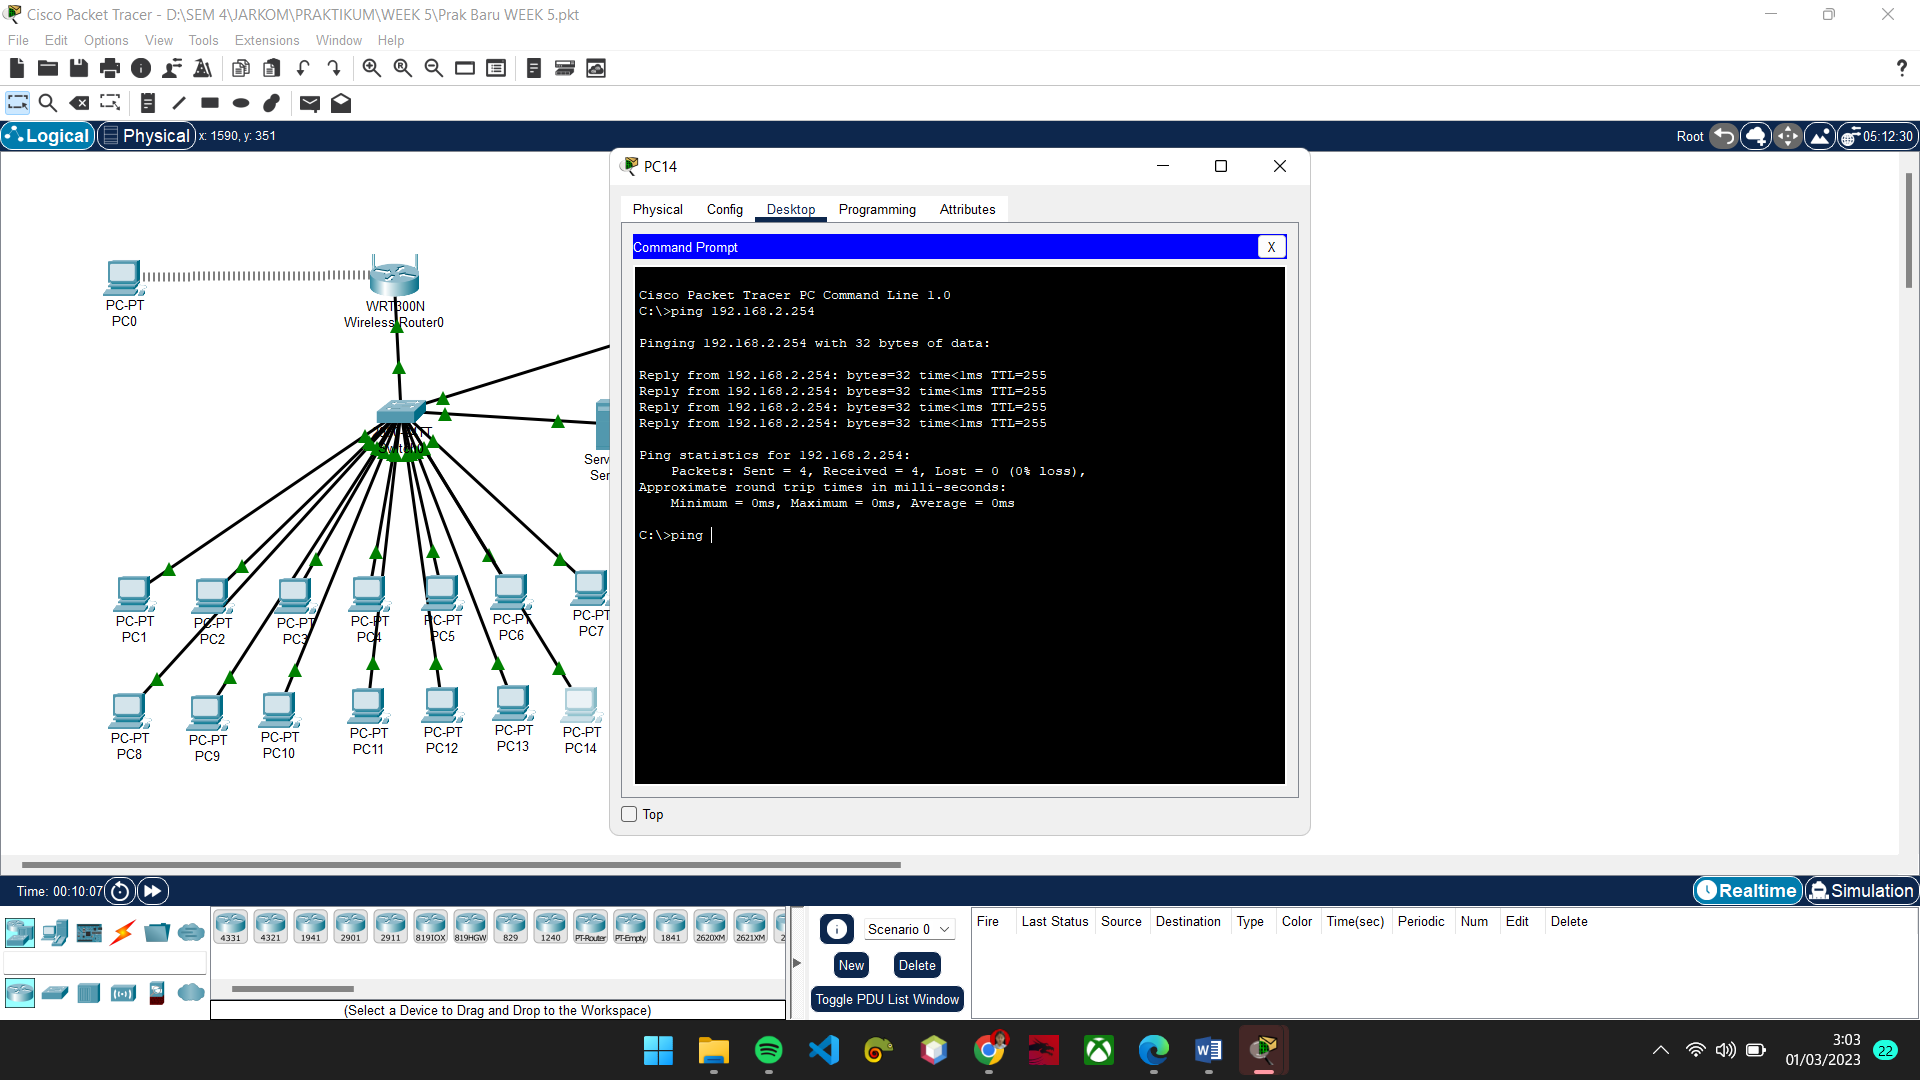 Cisco Packet Tracer - D:\SEM 4\JARKOM\PRAKTIKUM\WEEK 5\Prak Baru WEEK 5.pkt
File Edit Options View Tools Extensions Window Help
?
Logical Physical x: 1590, y: 351
Root 05:12:30
PC14
Physical Config Desktop Programming Attributes
Command Prompt X
Cisco Packet Tracer PC Command Line 1.0
C:\>ping 192.168.2.254
Pinging 192.168.2.254 with 32 bytes of data:
Reply from 192.168.2.254: bytes=32 time<1ms TTL=255
Reply from 192.168.2.254: bytes=32 time<1ms TTL=255
Reply from 192.168.2.254: bytes=32 time<1ms TTL=255
Reply from 192.168.2.254: bytes=32 time<1ms TTL=255
Ping statistics for 192.168.2.254:
Packets: Sent = 4, Received = 4, Lost = 0 (0% loss),
Approximate round trip times in milli-seconds:
Minimum = 0ms, Maximum = 0ms, Average = 0ms
C:\>ping
Top
PC-PT
PC0
WRT300N
Wireless Router0
Serv
Ser
PC-PT
PC1
PC-PT
PC2
PC-PT
PC3
PC-PT
PC4
PC-PT
PC5
PC-PT
PC6
PC-PT
PC7
PC-PT
PC8
PC-PT
PC9
PC-PT
PC10
PC-PT
PC11
PC-PT
PC12
PC-PT
PC13
PC-PT
PC14
Time: 00:10:07
Realtime Simulation
4331 4321 1941 2901 2911 819IOX 819HGW 829 1240 PT-Router PT-Empty 1841 2620XM 2621XM 2
(Select a Device to Drag and Drop to the Workspace)
Scenario 0
New Delete
Toggle PDU List Window
Fire Last Status Source Destination Type Color Time(sec) Periodic Num Edit Delete
3:03
01/03/2023
22